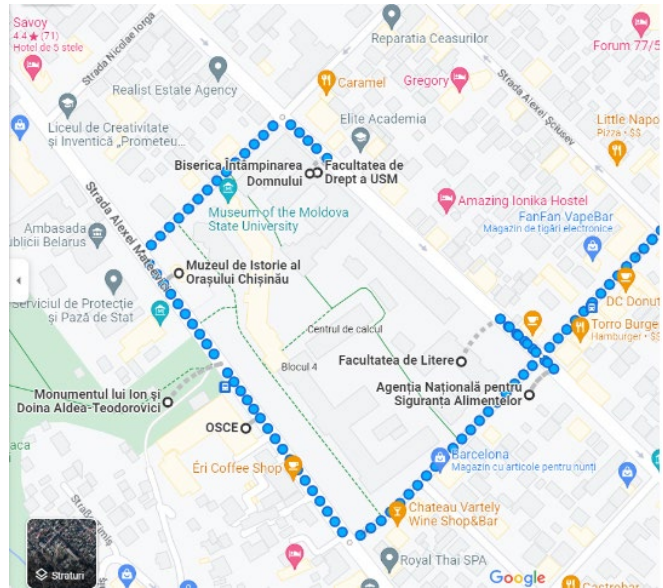 Savoy
4.4★ (71)
Hotel de 5 stele
Strada Nicolae Iorga
Reparatia Ceasurilor
Forum 77/5
Realist Estate Agency
Caramel
Gregory
Strada Alexei Șciusev
Liceul de Creativitate
și Inventică „Prometeu...
Elite Academia
Little Napo
Pizza • $$
Biserica Întâmpinarea
Domnului
Facultatea de
Drept a USM
Strada Alexei Mateevici
Museum of the Moldova
State University
Amazing Ionika Hostel
FanFan VapeBar
Magazin de țigări electronice
Ambasada
publicii Belarus
Muzeul de Istorie al
Orașului Chișinău
Serviciul de Protecție
și Pază de Stat
DC Donut
Centrul de calcul
Torro Burger
Hamburger • $$
Blocul 4
Facultatea de Litere
Agenția Națională pentru
Siguranța Alimentelor
Monumentul lui Ion și
Doina Aldea-Teodorovici
OSCE
Éri Coffee Shop
Barcelona
Magazin cu articole pentru nunți
Chateau Vartely
Wine Shop&Bar
Straturi
Royal Thai SPA
Google
Gastrobar